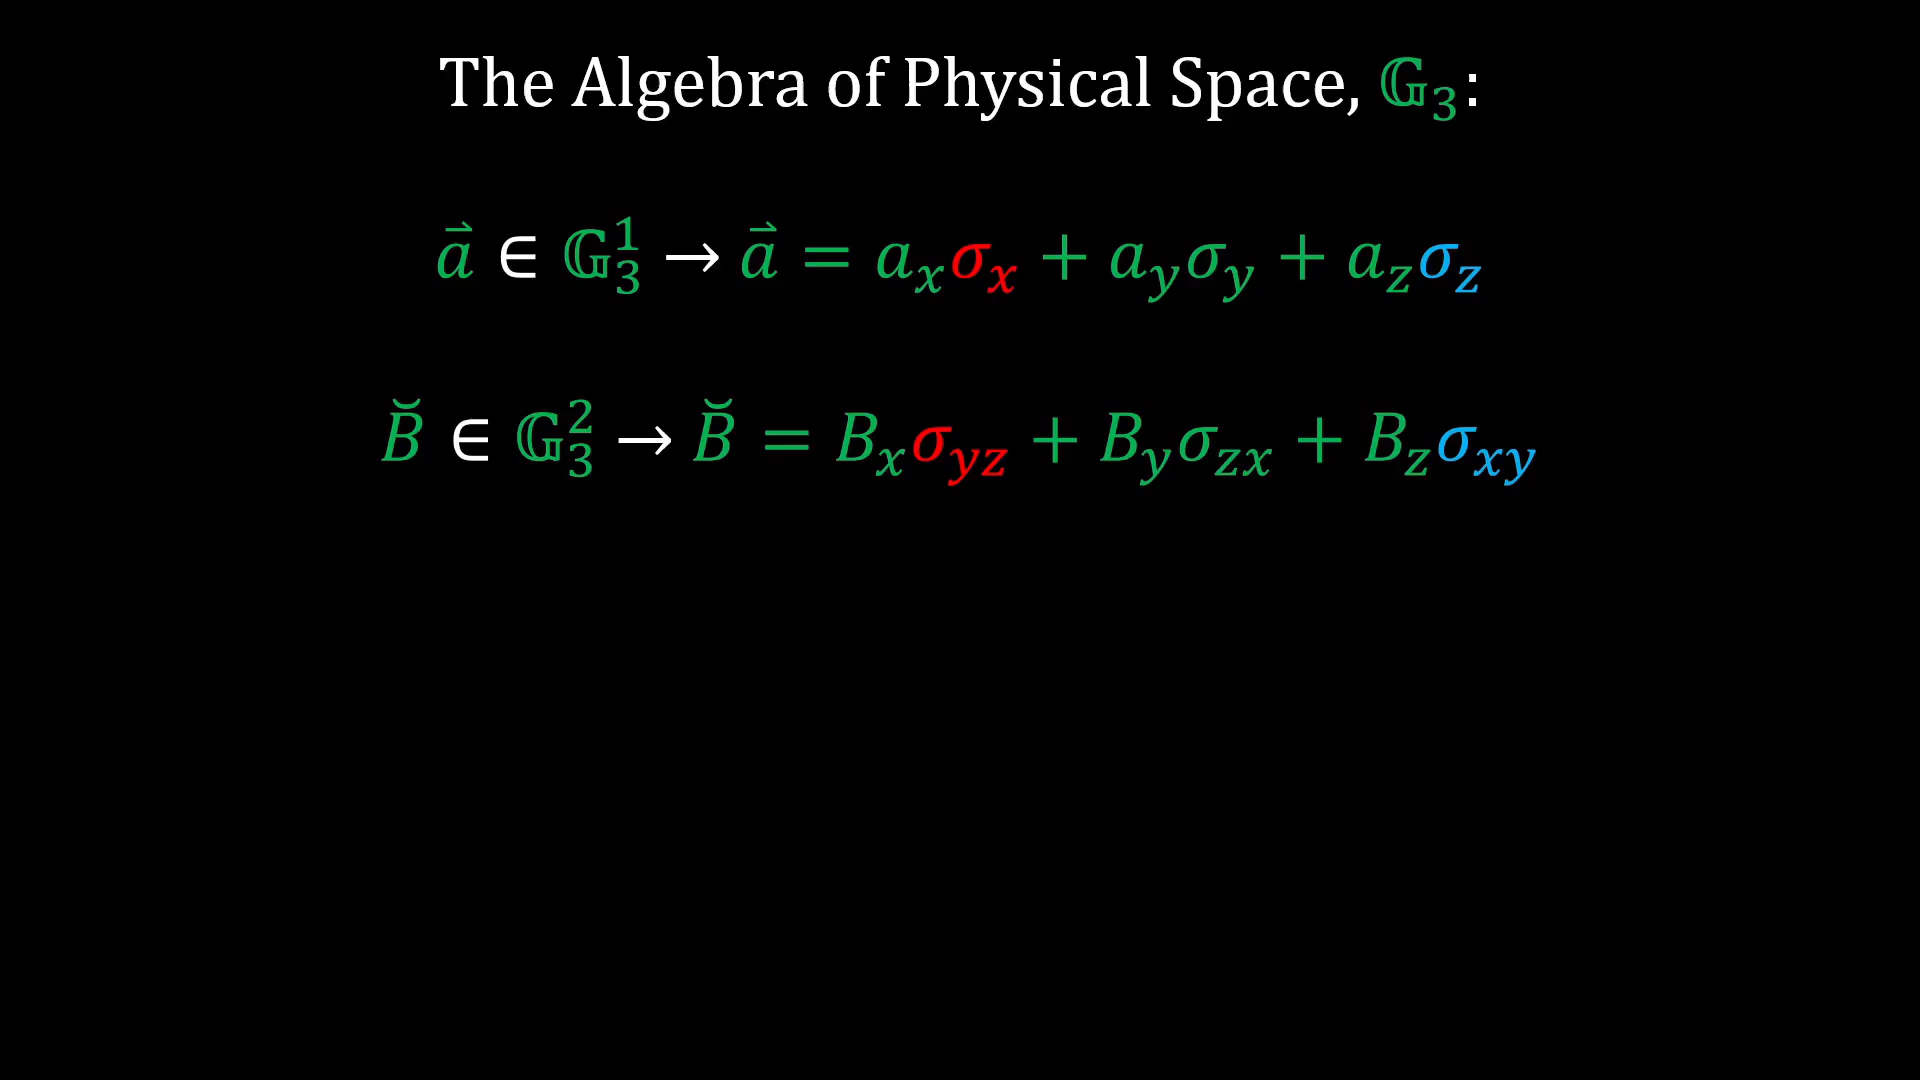 The Algebra of Physical Space, 𝔾₃:
a⃗ ∈ 𝔾₃¹ → a⃗ = aₓσₓ + a_yσ_y + a_zσ_z
B̆ ∈ 𝔾₃² → B̆ = Bₓσ_yz + B_yσ_zx + B_zσ_xy